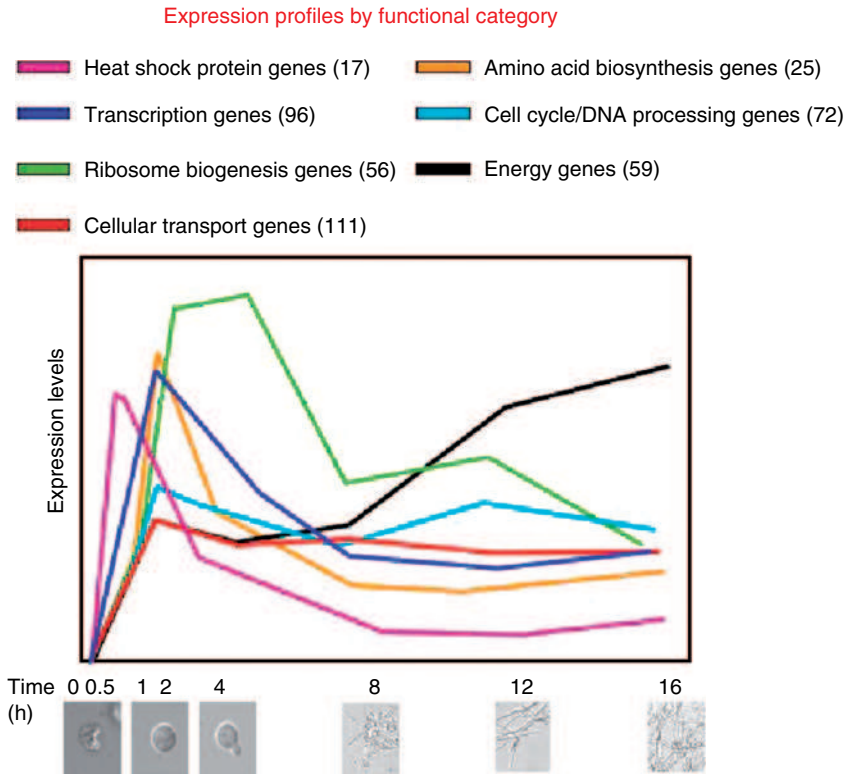 Expression profiles by functional category
Heat shock protein genes (17)
Amino acid biosynthesis genes (25)
Transcription genes (96)
Cell cycle/DNA processing genes (72)
Ribosome biogenesis genes (56)
Energy genes (59)
Cellular transport genes (111)
Expression levels
Time 0 0.5 1 2 4 8 12 16
(h)